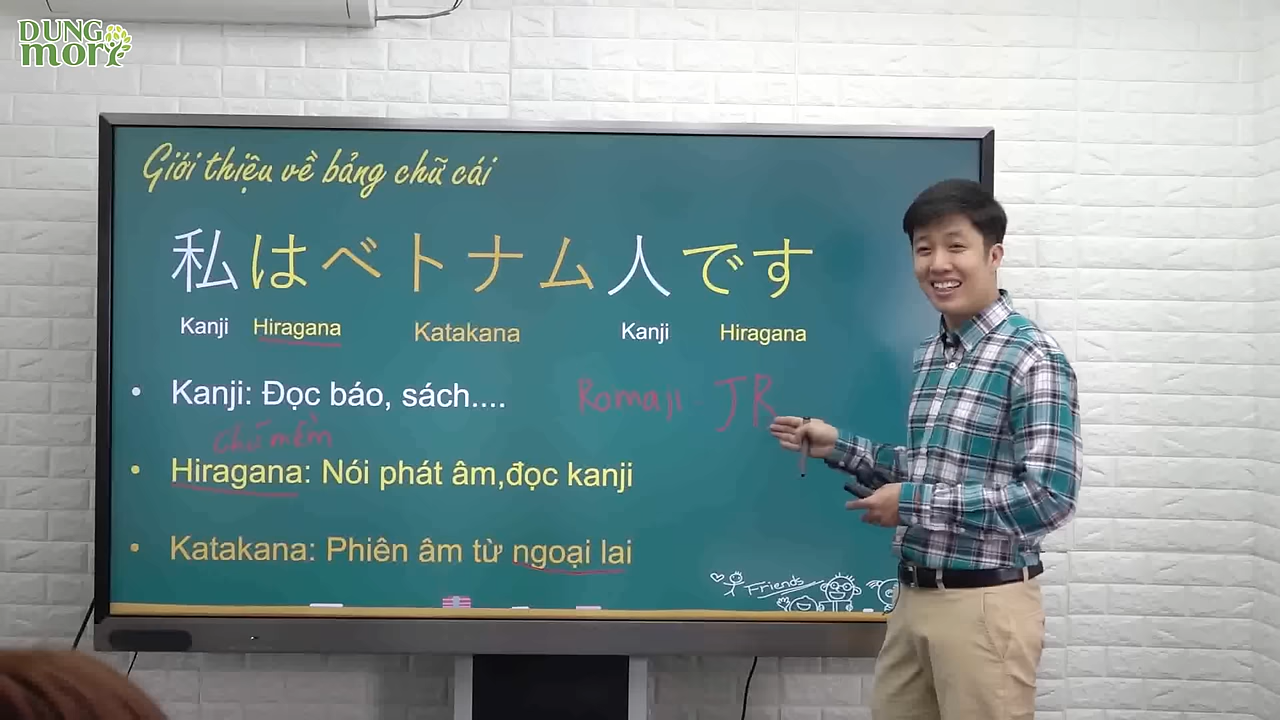 DUNG
mori
Giới thiệu về bảng chữ cái
私はベトナム人です
Kanji Hiragana Katakana Kanji Hiragana
• Kanji: Đọc báo, sách....
Romaji - JR
chữ mềm
• Hiragana: Nói phát âm,đọc kanji
• Katakana: Phiên âm từ ngoại lai
Friends